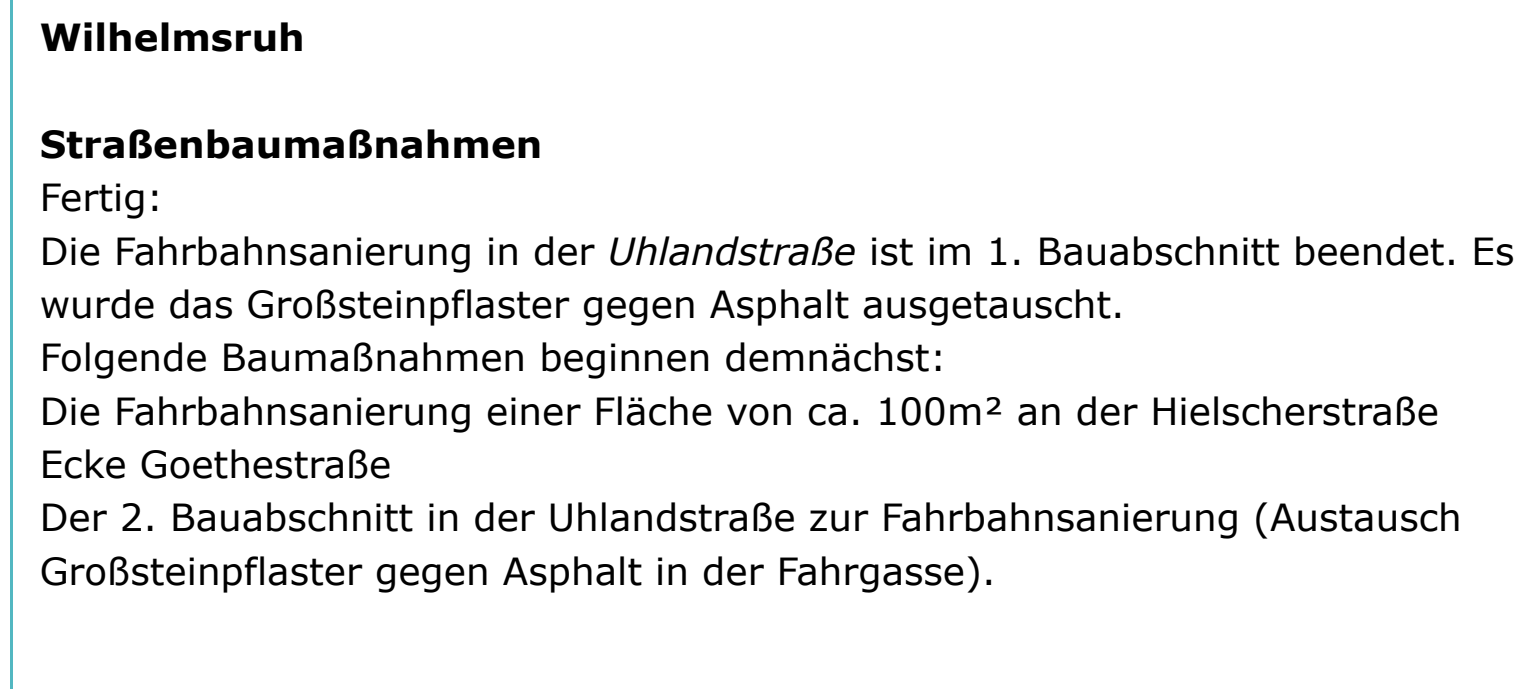 Wilhelmsruh
Straßenbaumaßnahmen
Fertig:
Die Fahrbahnsanierung in der Uhlandstraße ist im 1. Bauabschnitt beendet. Es
wurde das Großsteinpflaster gegen Asphalt ausgetauscht.
Folgende Baumaßnahmen beginnen demnächst:
Die Fahrbahnsanierung einer Fläche von ca. 100m² an der Hielscherstraße
Ecke Goethestraße
Der 2. Bauabschnitt in der Uhlandstraße zur Fahrbahnsanierung (Austausch
Großsteinpflaster gegen Asphalt in der Fahrgasse).